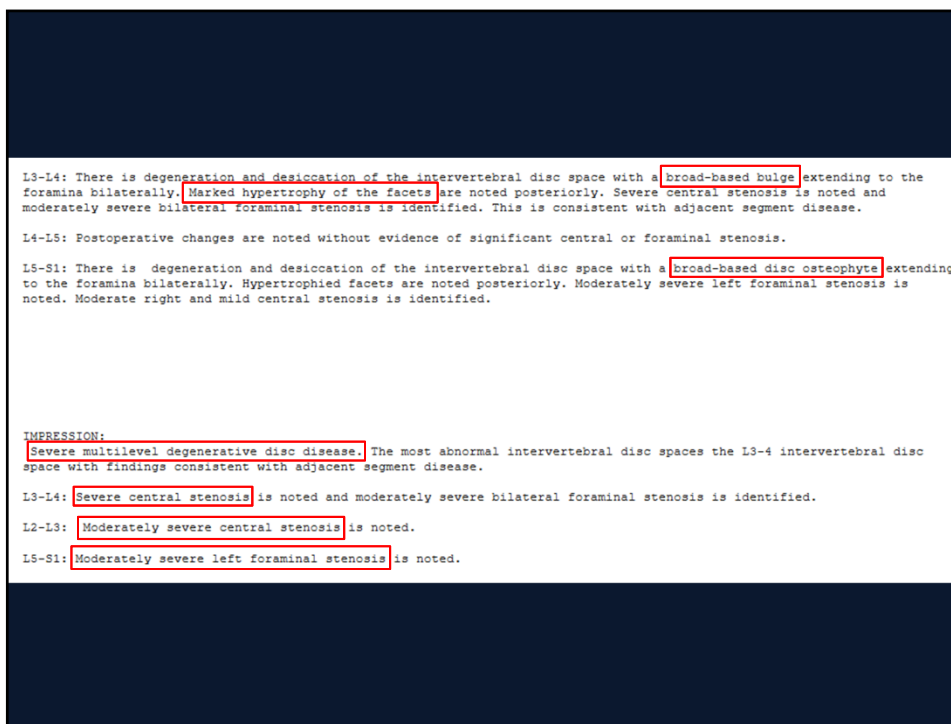 L3-L4: There is degeneration and desiccation of the intervertebral disc space with a broad-based bulge extending to the
foramina bilaterally. Marked hypertrophy of the facets are noted posteriorly. Severe central stenosis is noted and
moderately severe bilateral foraminal stenosis is identified. This is consistent with adjacent segment disease.
L4-L5: Postoperative changes are noted without evidence of significant central or foraminal stenosis.
L5-S1: There is  degeneration and desiccation of the intervertebral disc space with a broad-based disc osteophyte extending
to the foramina bilaterally. Hypertrophied facets are noted posteriorly. Moderately severe left foraminal stenosis is
noted. Moderate right and mild central stenosis is identified.
IMPRESSION:
Severe multilevel degenerative disc disease. The most abnormal intervertebral disc spaces the L3-4 intervertebral disc
space with findings consistent with adjacent segment disease.
L3-L4: Severe central stenosis is noted and moderately severe bilateral foraminal stenosis is identified.
L2-L3: Moderately severe central stenosis is noted.
L5-S1: Moderately severe left foraminal stenosis is noted.